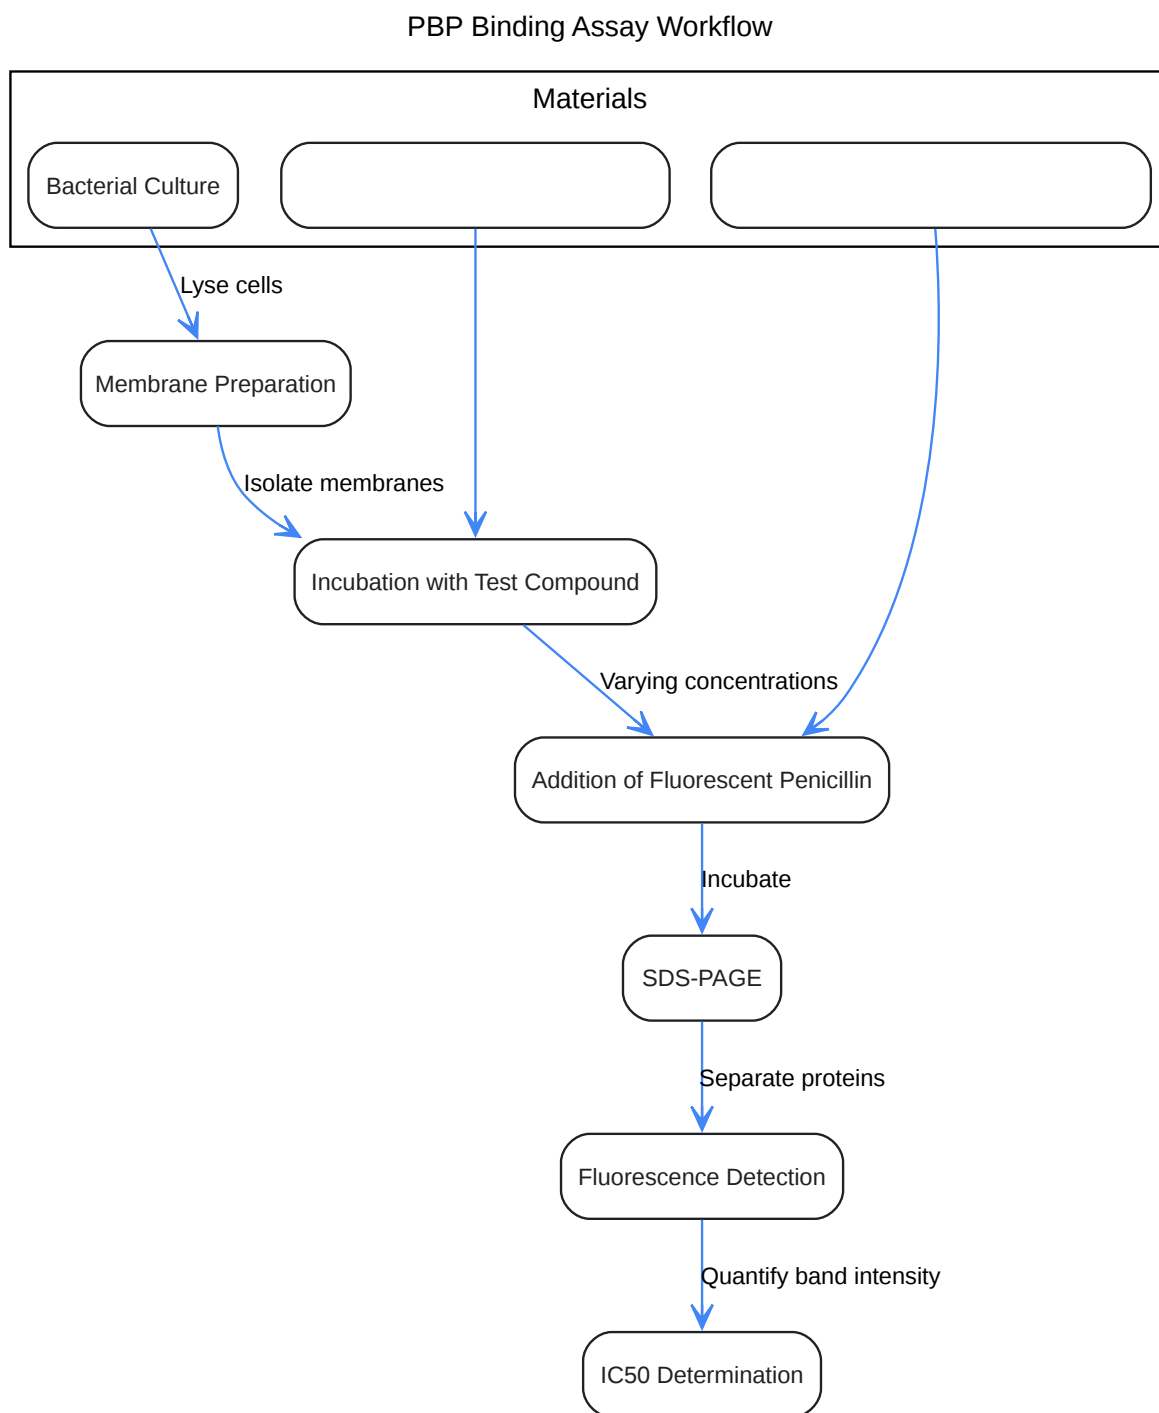 PBP Binding Assay Workflow
Materials
Bacterial Culture
Lyse cells
Membrane Preparation
Isolate membranes
Incubation with Test Compound
Varying concentrations
Addition of Fluorescent Penicillin
Incubate
SDS-PAGE
Separate proteins
Fluorescence Detection
Quantify band intensity
IC50 Determination